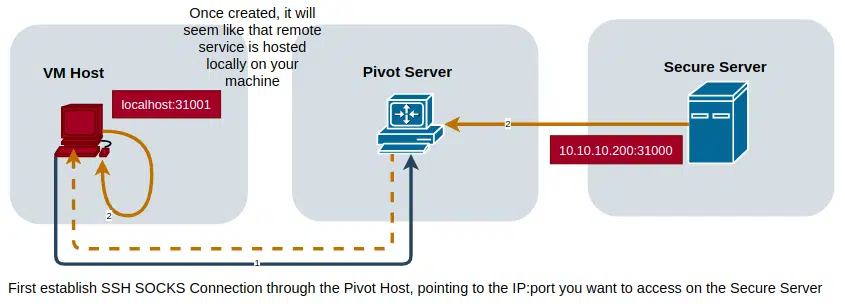 Once created, it will
seem like that remote
service is hosted
locally on your
machine
VM Host
Pivot Server
Secure Server
localhost:31001
2
10.10.10.200:31000
2
1
First establish SSH SOCKS Connection through the Pivot Host, pointing to the IP:port you want to access on the Secure Server